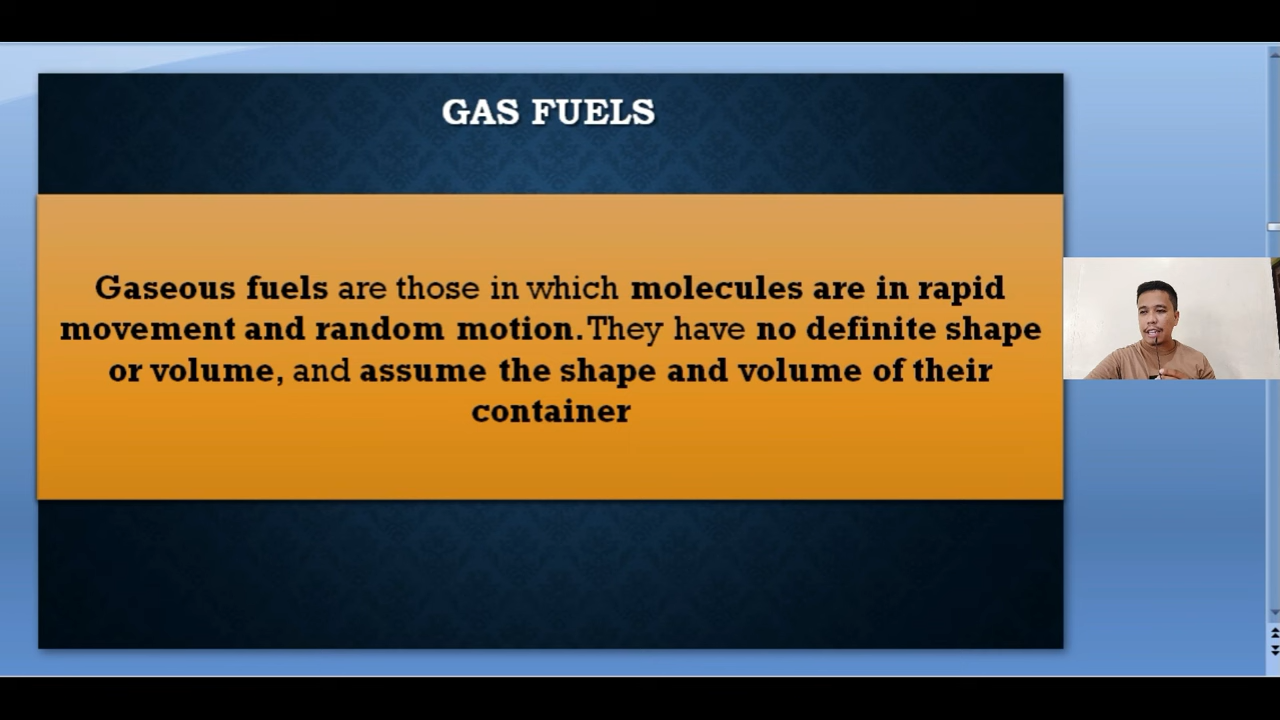 GAS FUELS
Gaseous fuels are those in which molecules are in rapid
movement and random motion. They have no definite shape
or volume, and assume the shape and volume of their
container